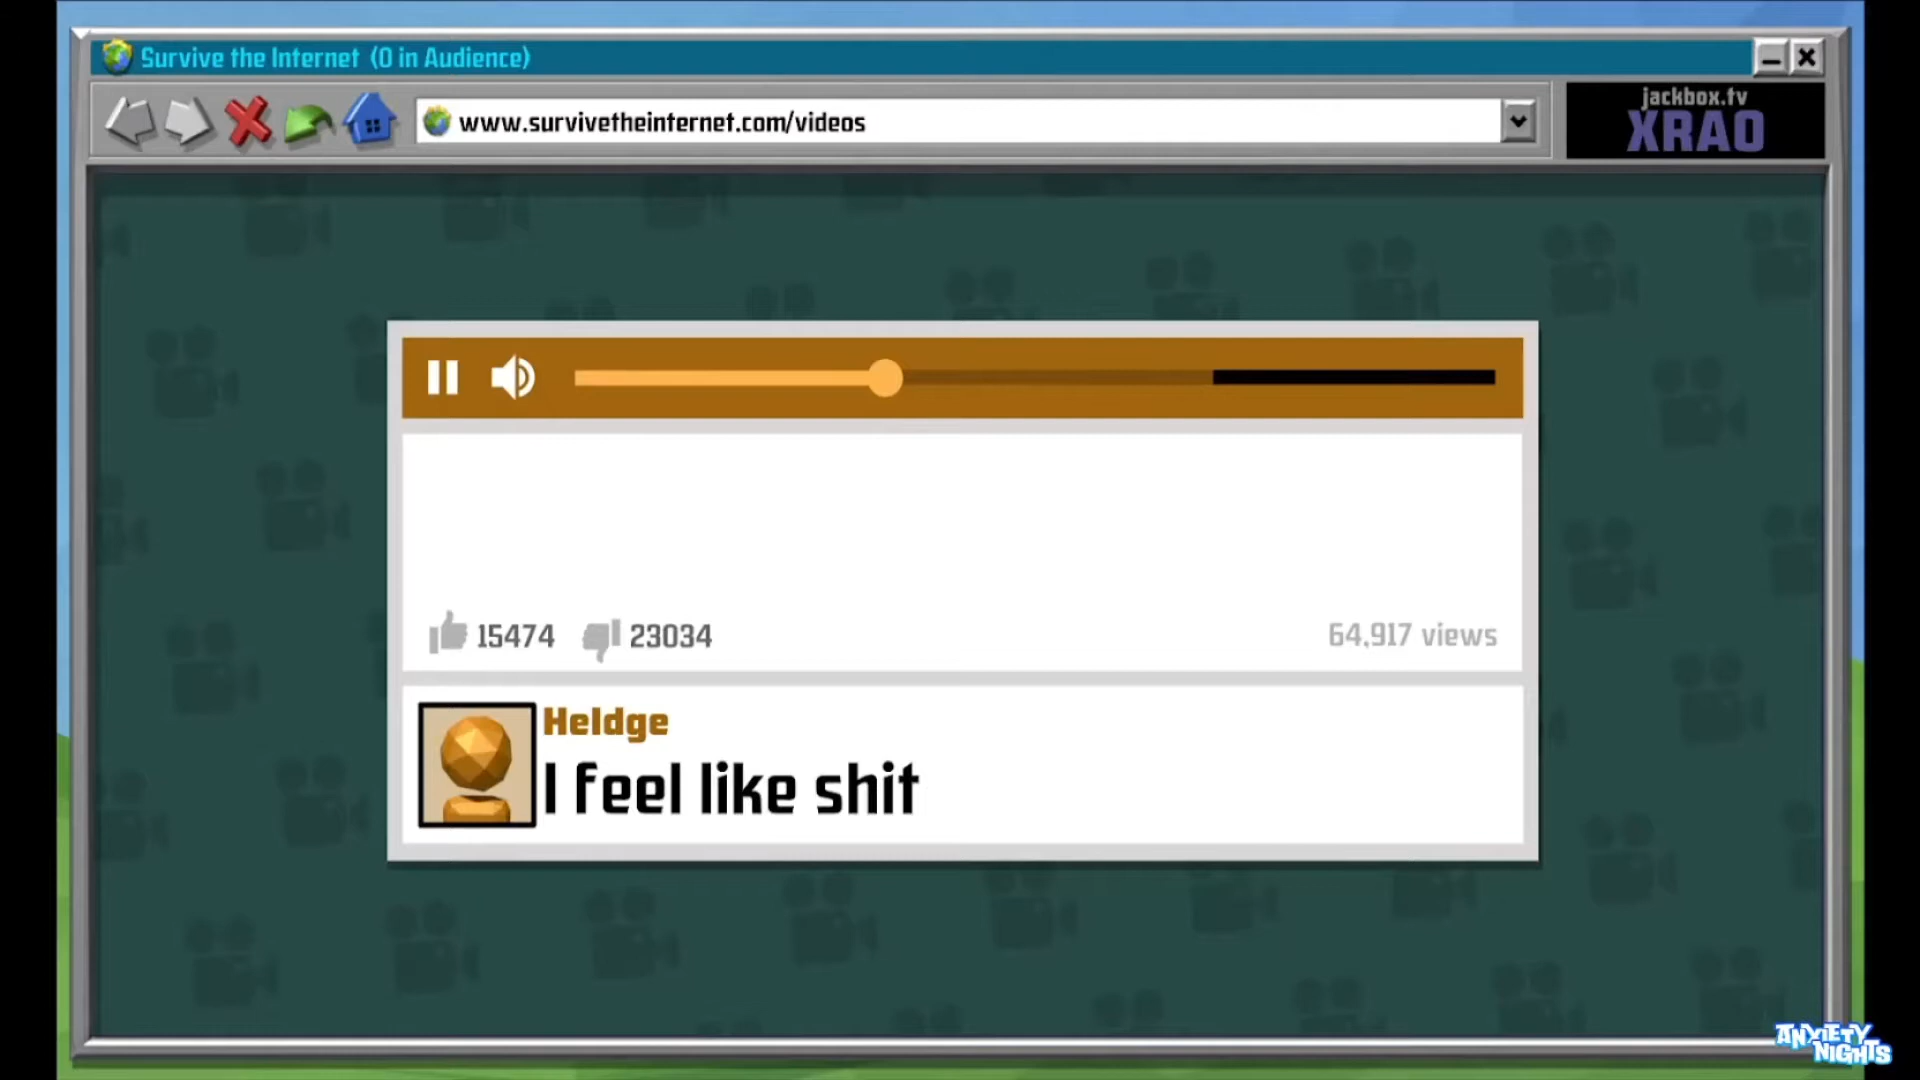 Survive the Internet (0 in Audience)
www.survivetheinternet.com/videos
jackbox.tv
XRAO
15474 23034 64,917 views
Heldge
I feel like shit
ANXIETY
NIGHTS